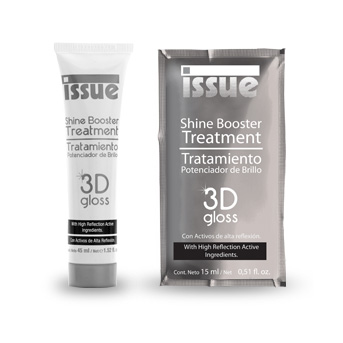 issue
Shine Booster
Treatment
Tratamiento
Potenciador de Brillo
3D
gloss
With High Reflection Active
Ingredients.
Con Activos de Alta Reflexión.
issue
Shine Booster
Treatment
Tratamiento
Potenciador de Brillo
3D
gloss
Con Activos de alta reflexión.
With High Reflection Active
Ingredients.
Cont. Neto 15 ml / Net 0.51 fl. oz.